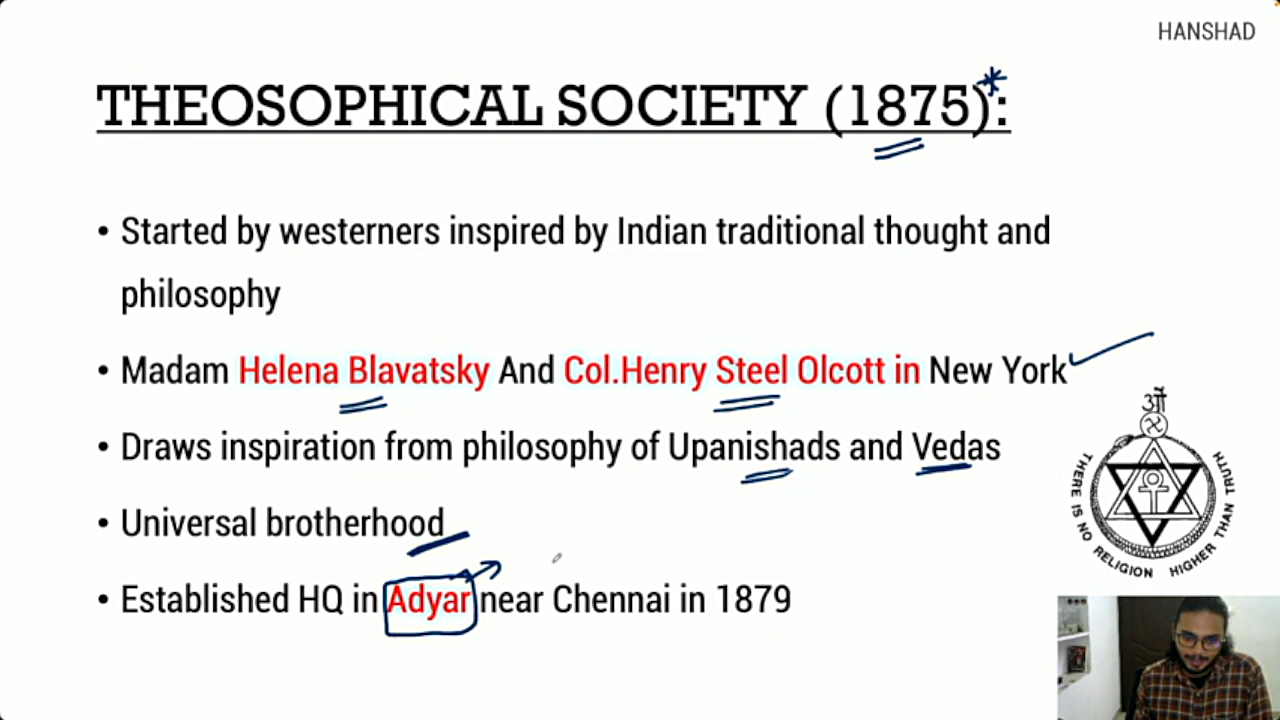 HANSHAD
THEOSOPHICAL SOCIETY (1875)*:
• Started by westerners inspired by Indian traditional thought and
philosophy
• Madam Helena Blavatsky And Col.Henry Steel Olcott in New York
• Draws inspiration from philosophy of Upanishads and Vedas
• Universal brotherhood
• Established HQ in Adyar near Chennai in 1879
ओं
THERE IS NO RELIGION HIGHER THAN TRUTH